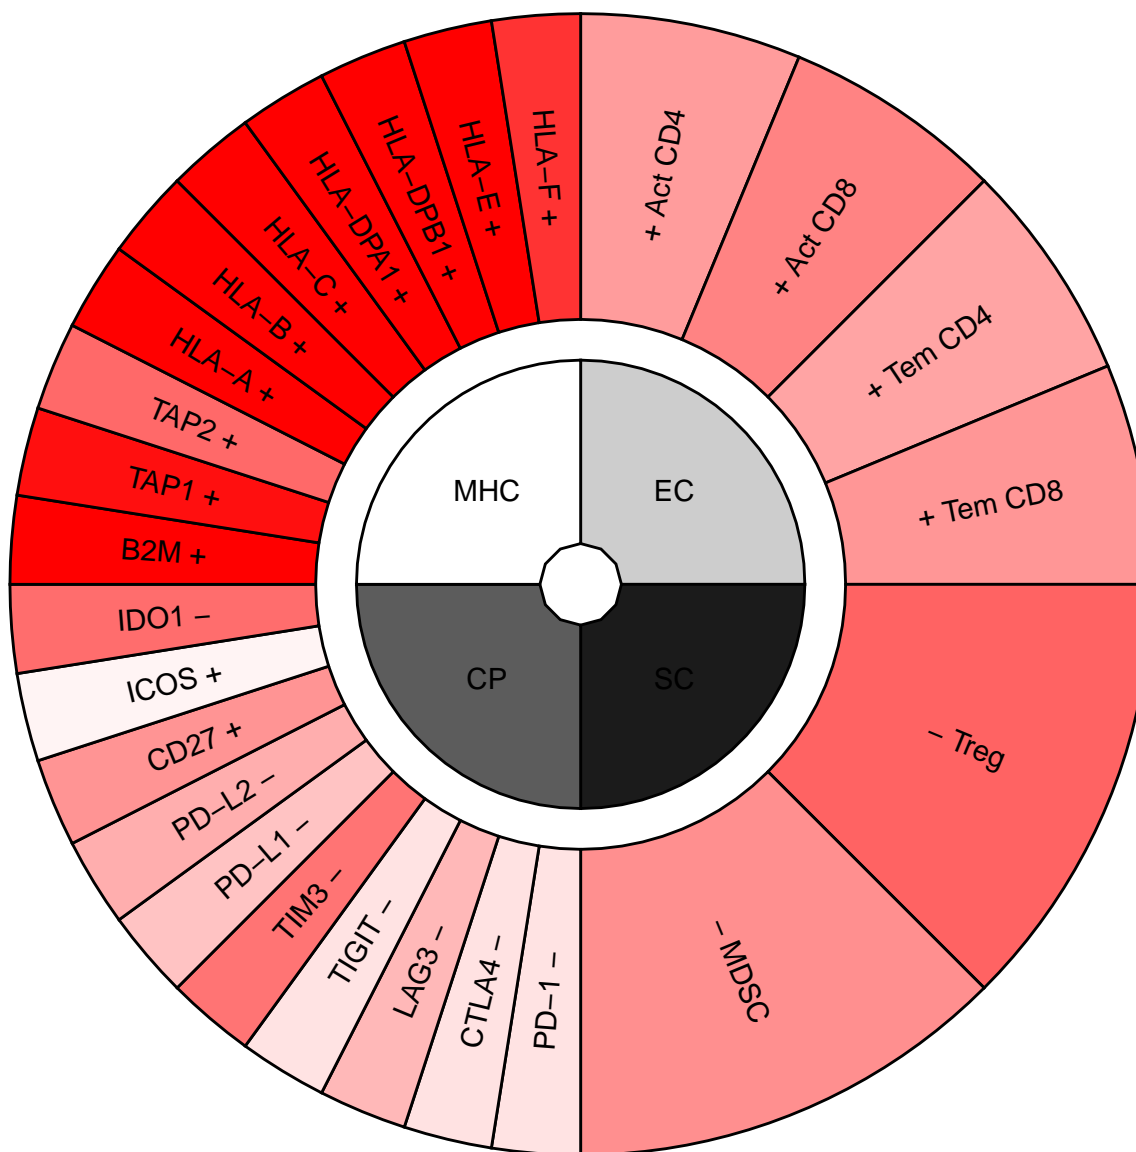 HLA–F +
HLA–E +
HLA–DPB1 +
HLA–DPA1 +
HLA–C +
HLA–B +
HLA–A +
TAP2 +
TAP1 +
B2M +
IDO1 –
ICOS +
CD27 +
PD–L2 –
PD–L1 –
TIM3 –
TIGIT –
LAG3 –
CTLA4 –
PD–1 –
– MDSC
– Treg
+ Tem CD8
+ Tem CD4
+ Act CD8
+ Act CD4
MHC
EC
CP
SC